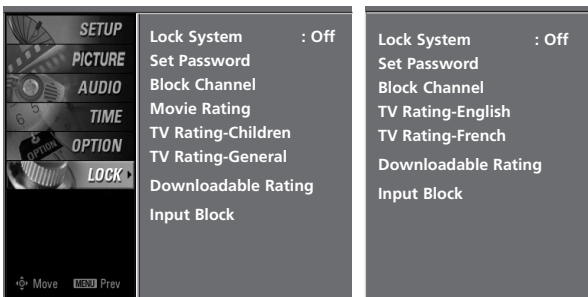 SETUP
PICTURE
AUDIO
TIME
OPTION
LOCK
Move MENU Prev
Lock System : Off
Set Password
Block Channel
Movie Rating
TV Rating-Children
TV Rating-General
Downloadable Rating
Input Block
Lock System : Off
Set Password
Block Channel
TV Rating-English
TV Rating-French
Downloadable Rating
Input Block